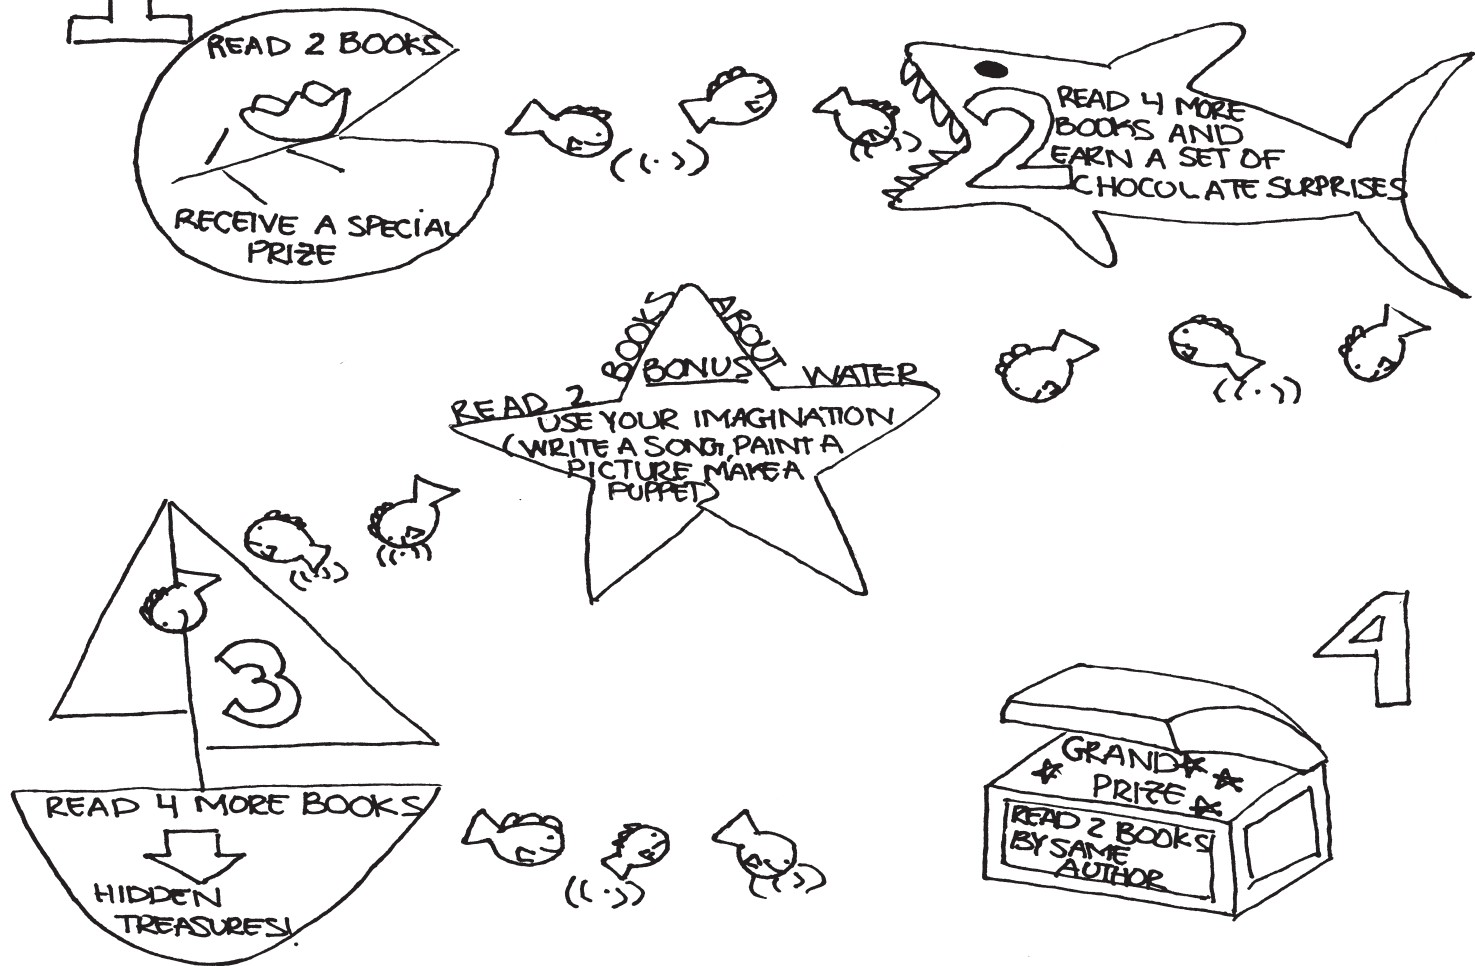 1
READ 2 BOOKS
RECEIVE A SPECIAL
PRIZE
2
READ 4 MORE
BOOKS AND
EARN A SET OF
CHOCOLATE SURPRISES
READ 2 BOOKS ABOUT WATER
BONUS
USE YOUR IMAGINATION
(WRITE A SONG, PAINT A
PICTURE MAKE A
PUPPET)
3
READ 4 MORE BOOKS
HIDDEN
TREASURES!
4
GRAND
PRIZE
READ 2 BOOKS
BY SAME
AUTHOR